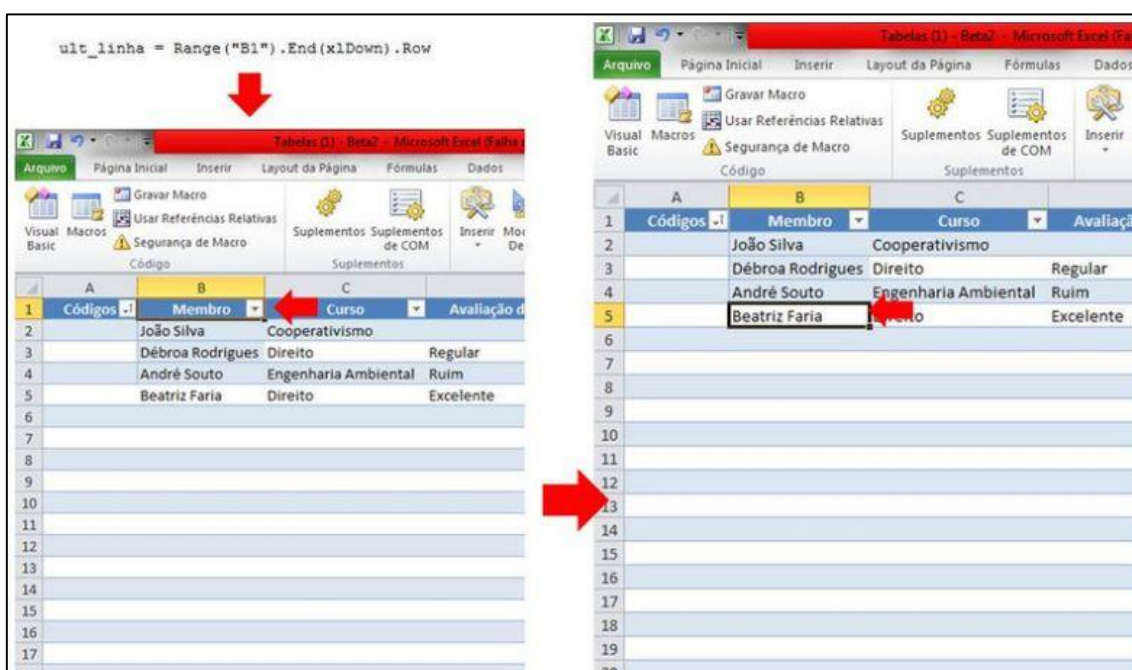 ult_linha = Range("B1").End(xlDown).Row
Tabelas (1) - Beta2 - Microsoft Excel (Falha
Arquivo Página Inicial Inserir Layout da Página Fórmulas Dados
Visual Basic
Macros
Gravar Macro
Usar Referências Relativas
Segurança de Macro
Suplementos
Suplementos de COM
Inserir
Código
Suplementos
A B C
1 Códigos Membro Curso Avaliação d
2 João Silva Cooperativismo
3 Débroa Rodrigues Direito Regular
4 André Souto Engenharia Ambiental Ruim
5 Beatriz Faria Direito Excelente
6
7
8
9
10
11
12
13
14
15
16
17
Tabelas (1) - Beta2 - Microsoft Excel (Fa
Arquivo Página Inicial Inserir Layout da Página Fórmulas Dados
Visual Basic
Macros
Gravar Macro
Usar Referências Relativas
Segurança de Macro
Suplementos
Suplementos de COM
Inserir
Código
Suplementos
A B C
1 Códigos Membro Curso Avaliaçã
2 João Silva Cooperativismo
3 Débroa Rodrigues Direito Regular
4 André Souto Engenharia Ambiental Ruim
5 Beatriz Faria Excelente
6
7
8
9
10
11
12
13
14
15
16
17
18
19